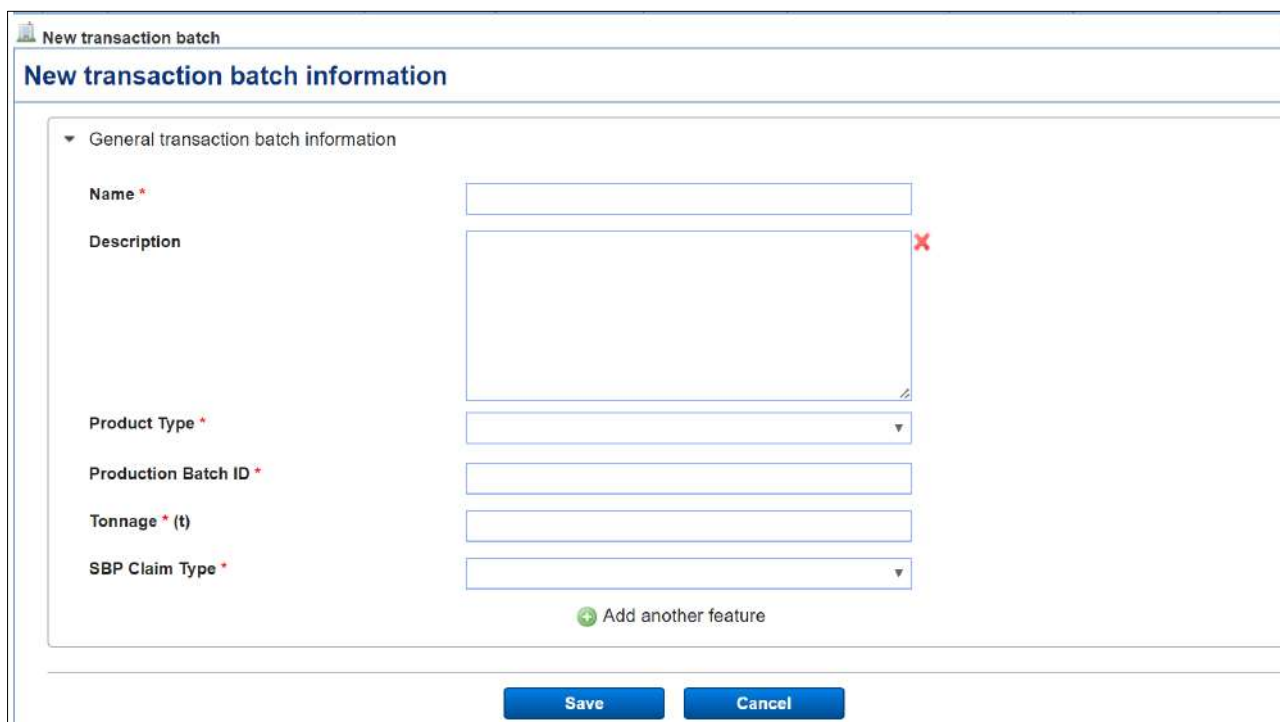 New transaction batch
New transaction batch information
General transaction batch information
Name *
Description
Product Type *
Production Batch ID *
Tonnage * (t)
SBP Claim Type *
Add another feature
Save Cancel